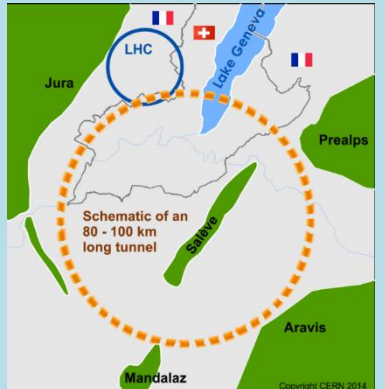 LHC
Lake Geneva
Jura
Prealps
Schematic of an
80 - 100 km
long tunnel
Salève
Aravis
Mandalaz
Copyright CERN 2014